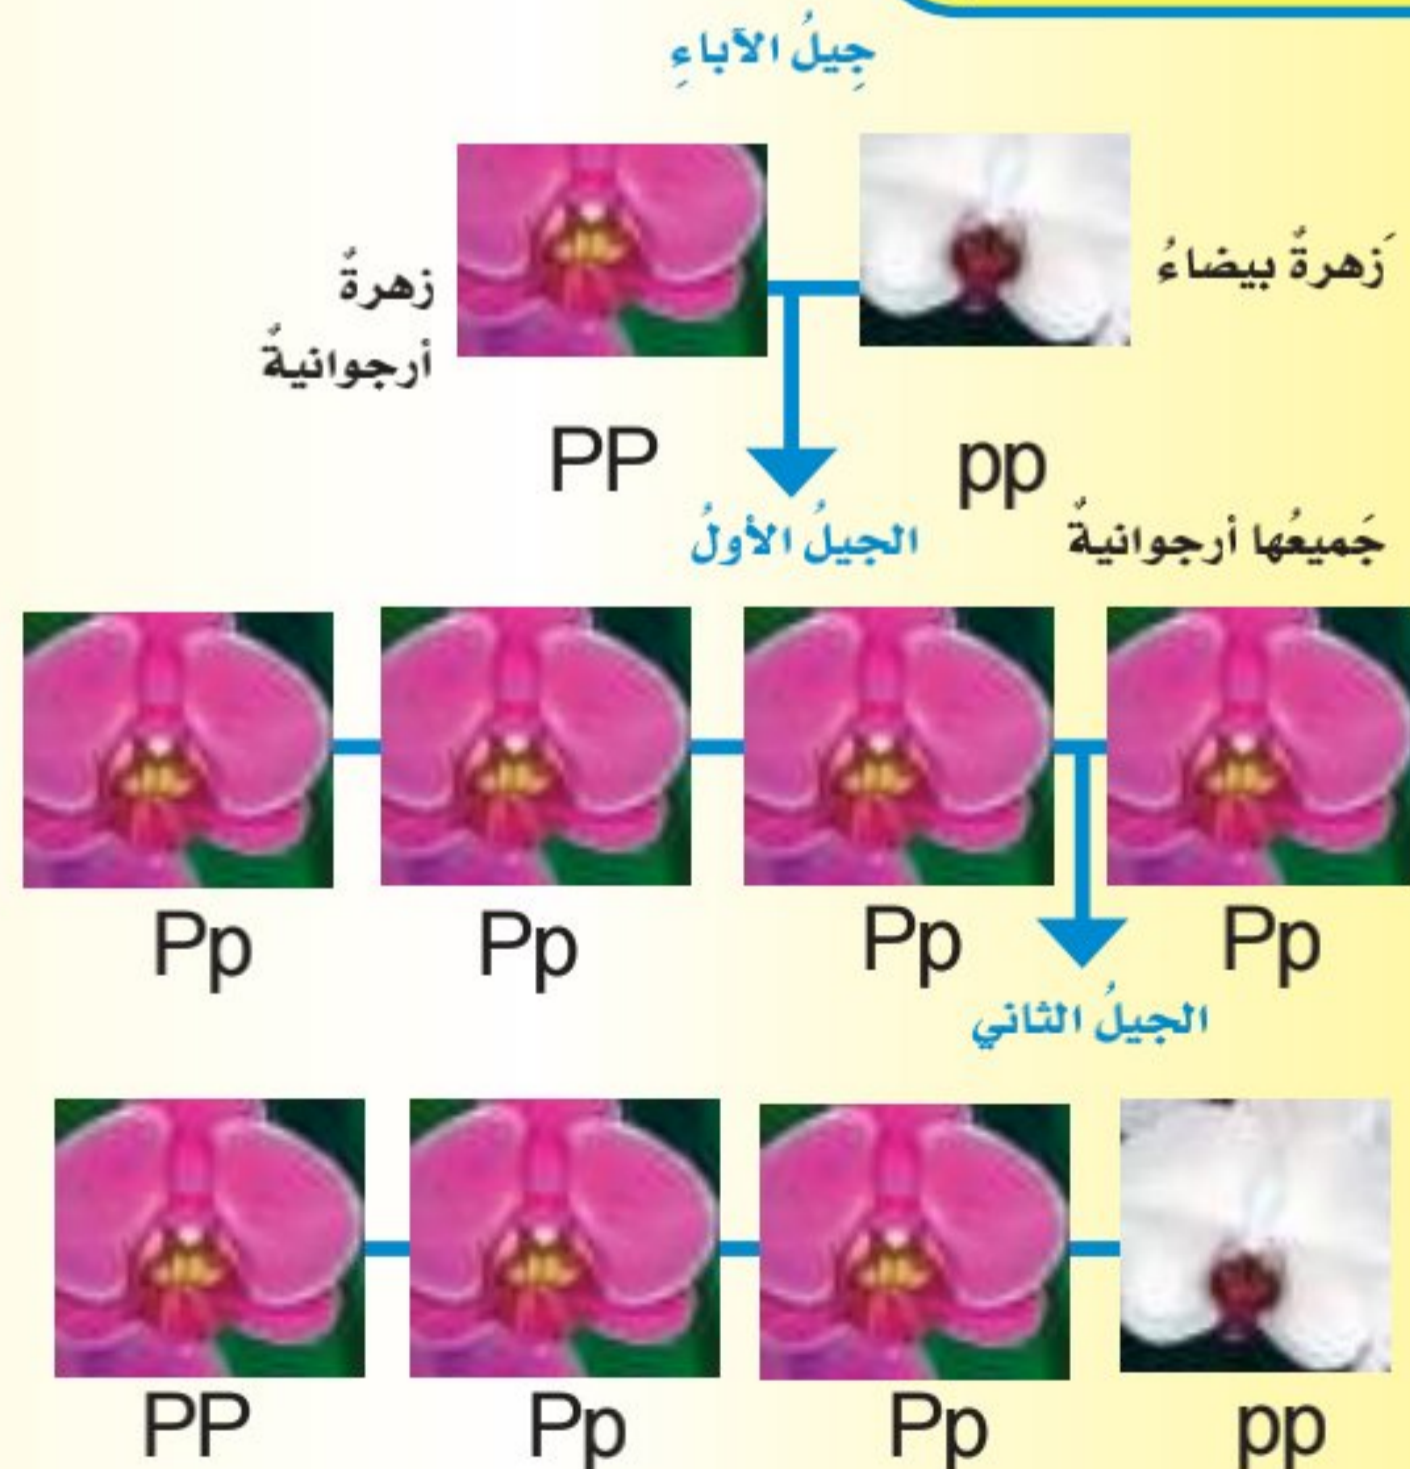 جِيلُ الآباءِ
زَهرةٌ بيضاءُ
زهرةٌ
أرجوانيةٌ
PP
pp
الجيلُ الأولُ
جَميعُها أرجوانيةٌ
Pp
Pp
Pp
Pp
الجيلُ الثاني
PP
Pp
Pp
pp